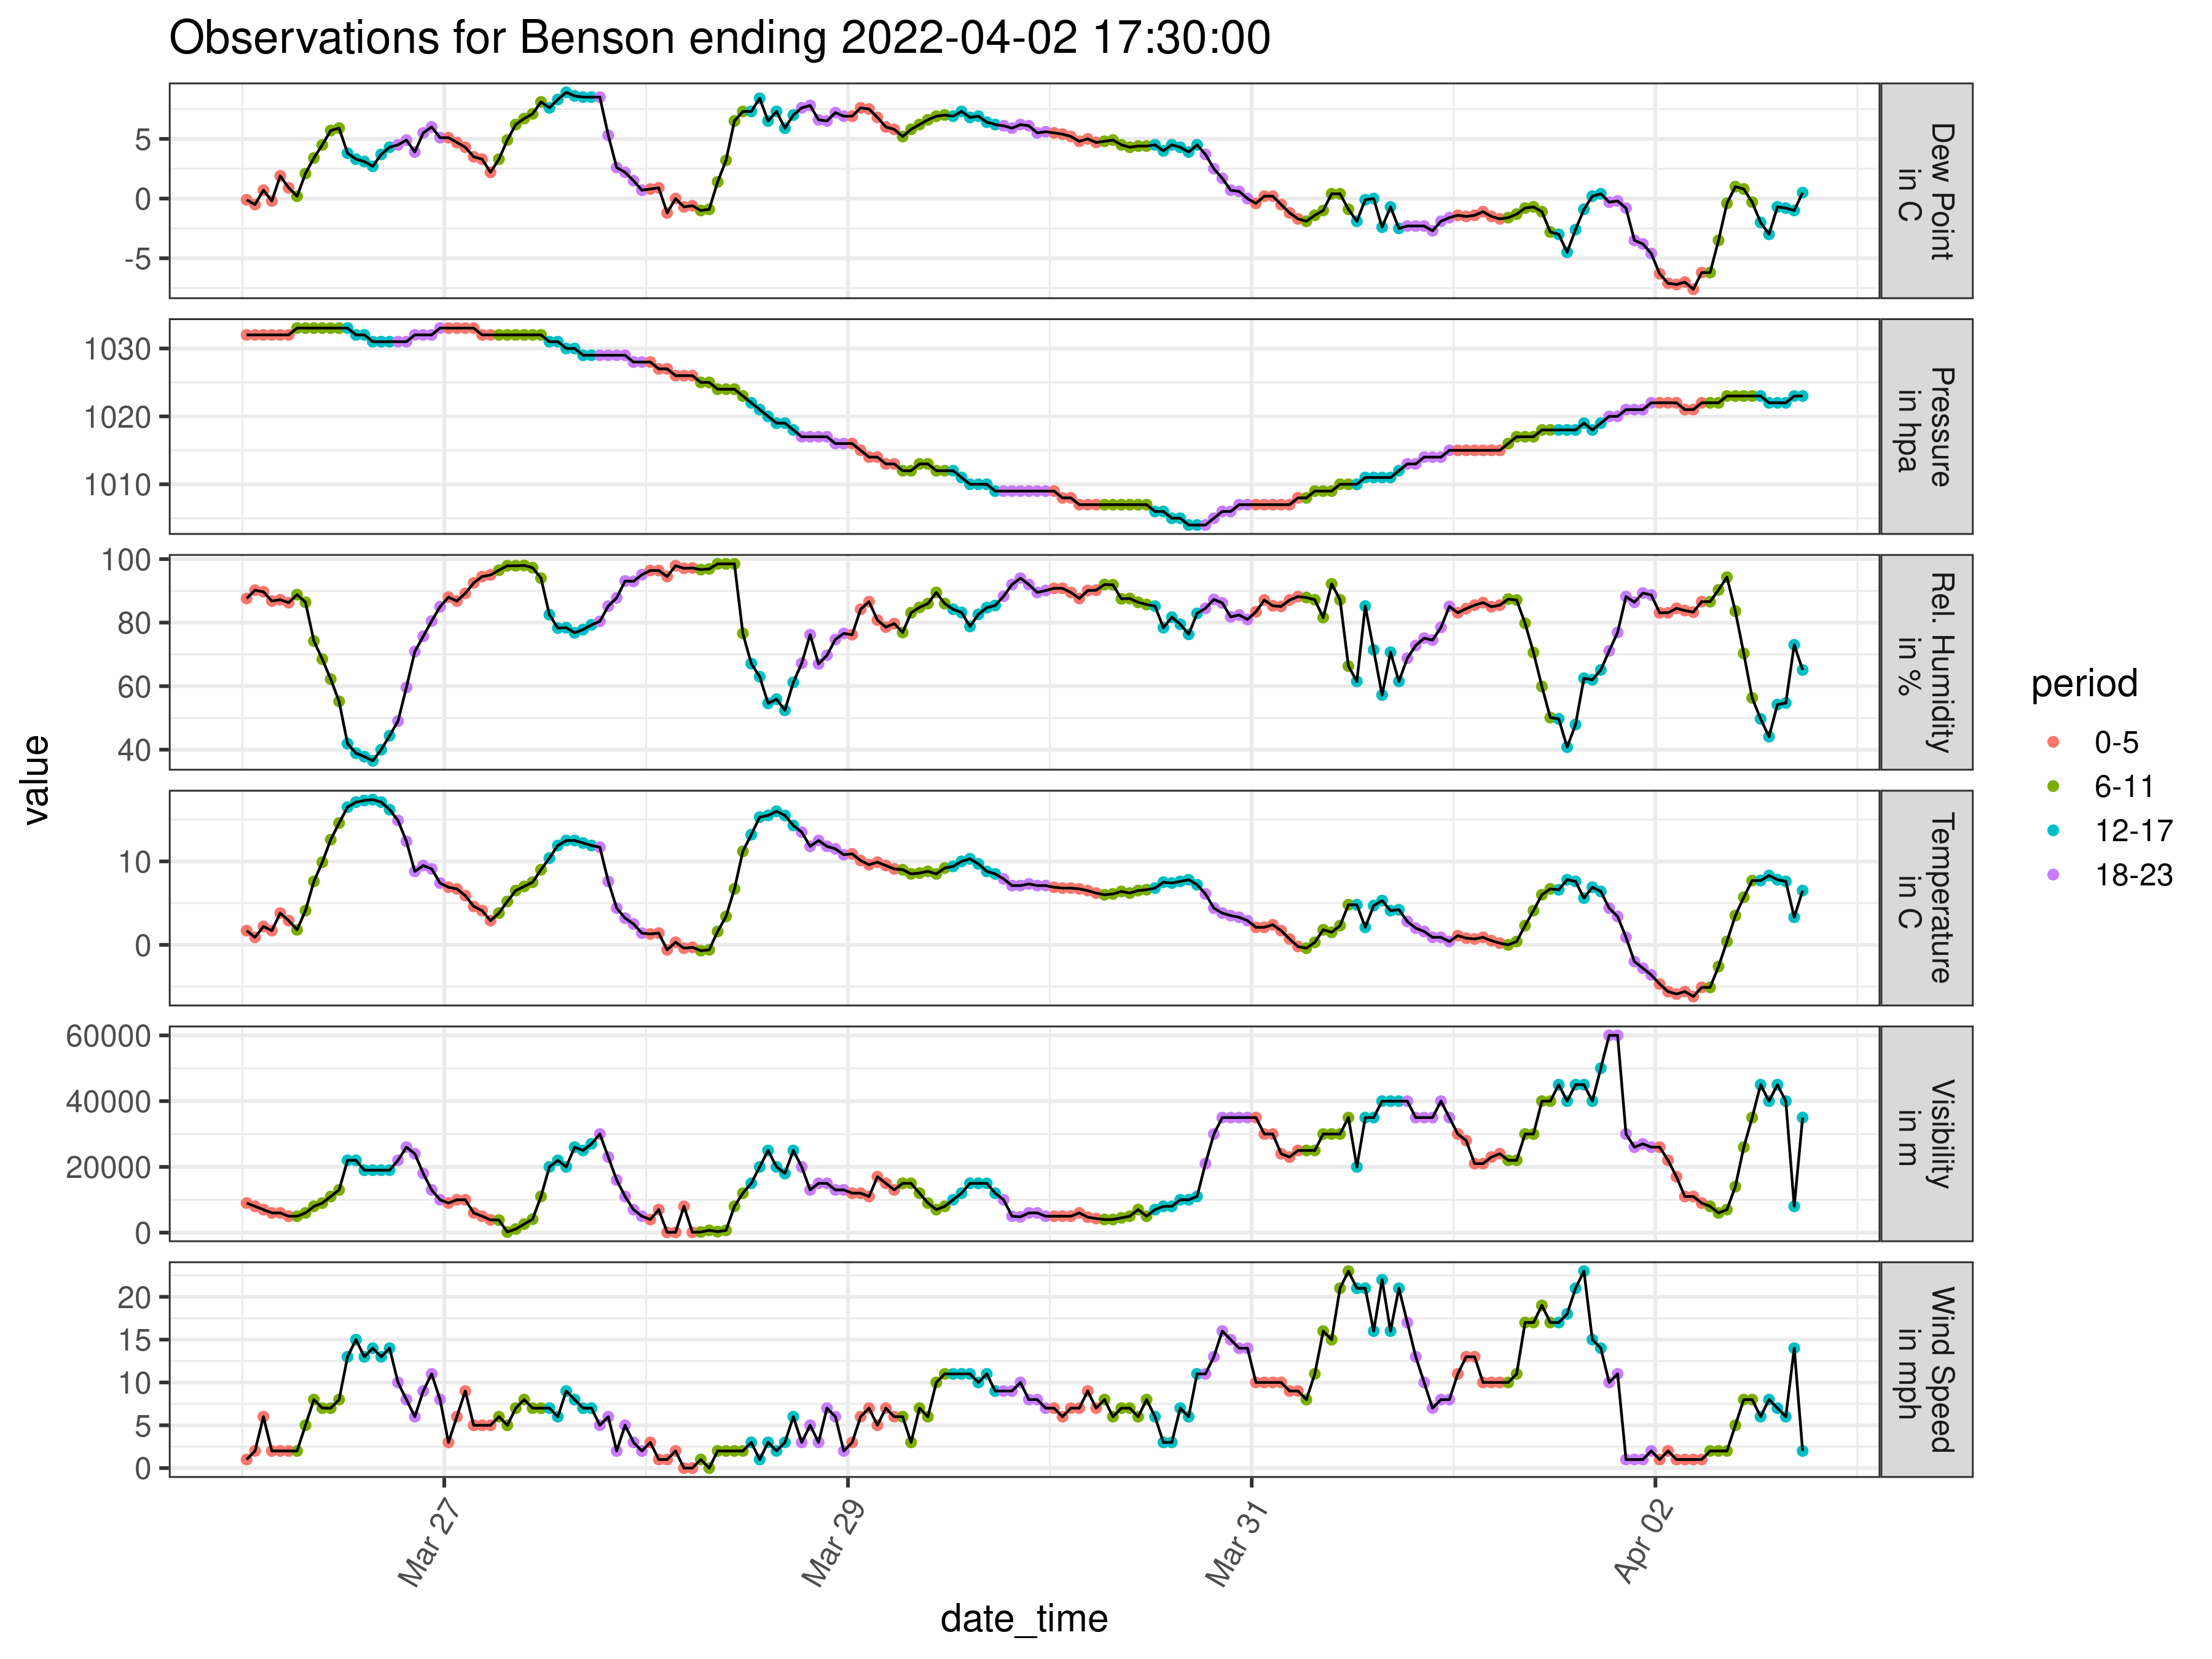 Observations for Benson ending 2022-04-02 17:30:00
value
5
0
-5
Dew Point
in C
1030
1020
1010
Pressure
in hpa
100
80
60
40
Rel. Humidity
in %
10
0
Temperature
in C
60000
40000
20000
0
Visibility
in m
20
15
10
5
0
Wind Speed
in mph
Mar 27
Mar 29
Mar 31
Apr 02
date_time
period
0-5
6-11
12-17
18-23